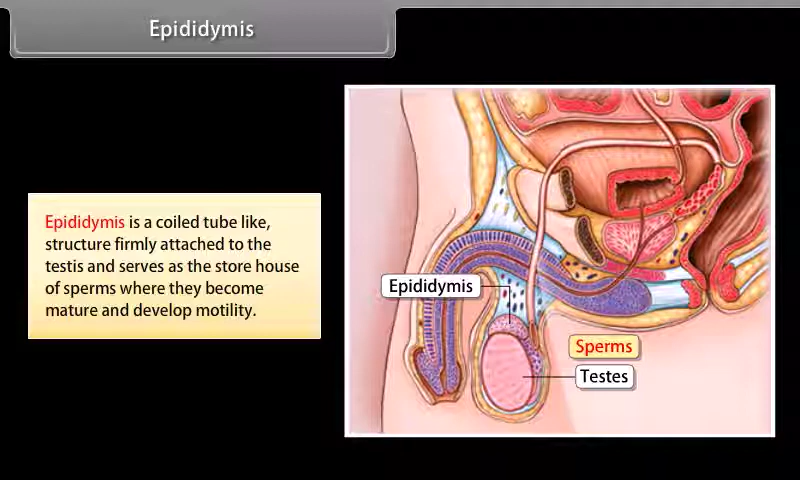 Epididymis
Epididymis is a coiled tube like,
structure firmly attached to the
testis and serves as the store house
of sperms where they become
mature and develop motility.
Epididymis
Sperms
Testes